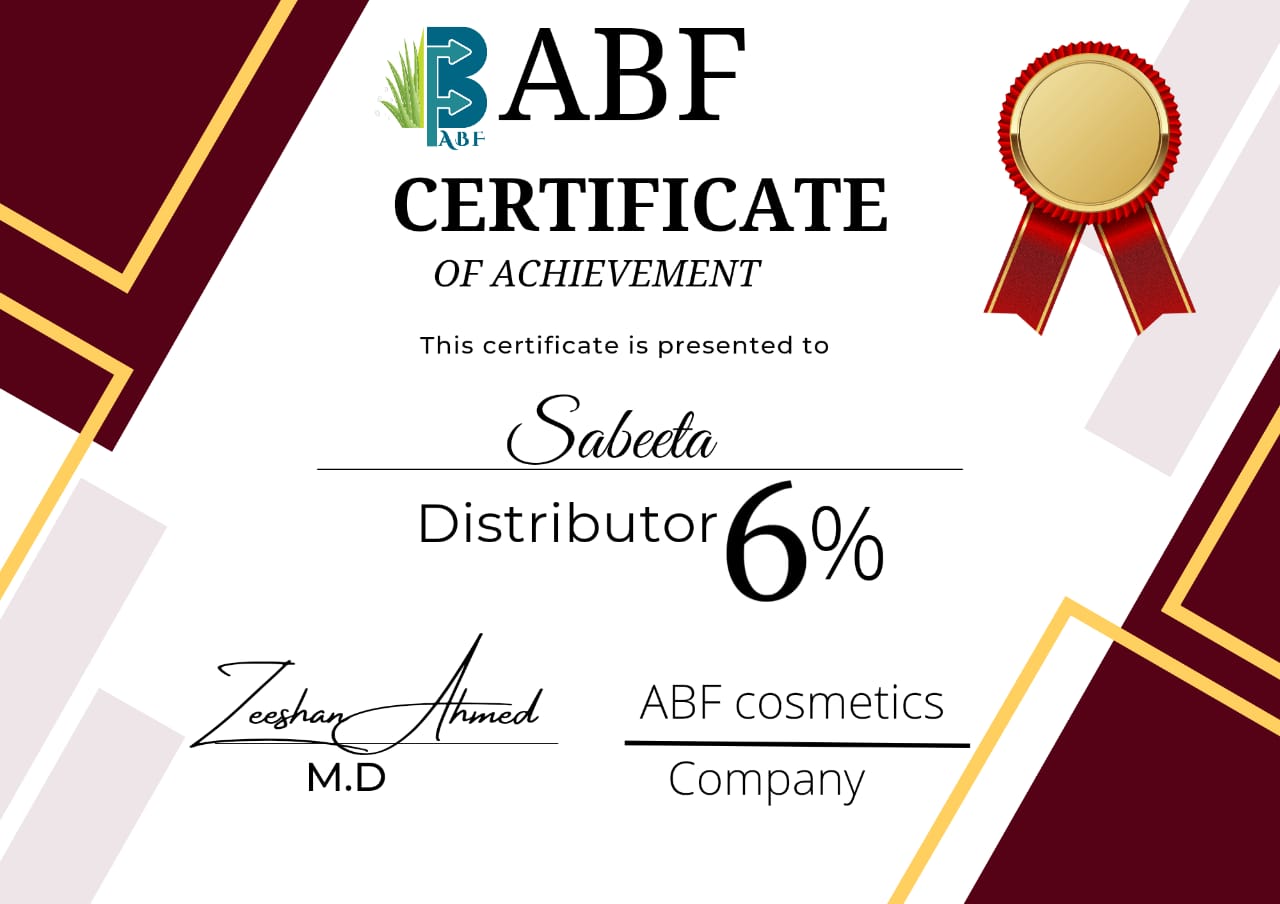 ABF
ABF
CERTIFICATE
OF ACHIEVEMENT
This certificate is presented to
Sabeeta
Distributor 6%
Zeeshan Ahmed
M.D
ABF cosmetics
Company